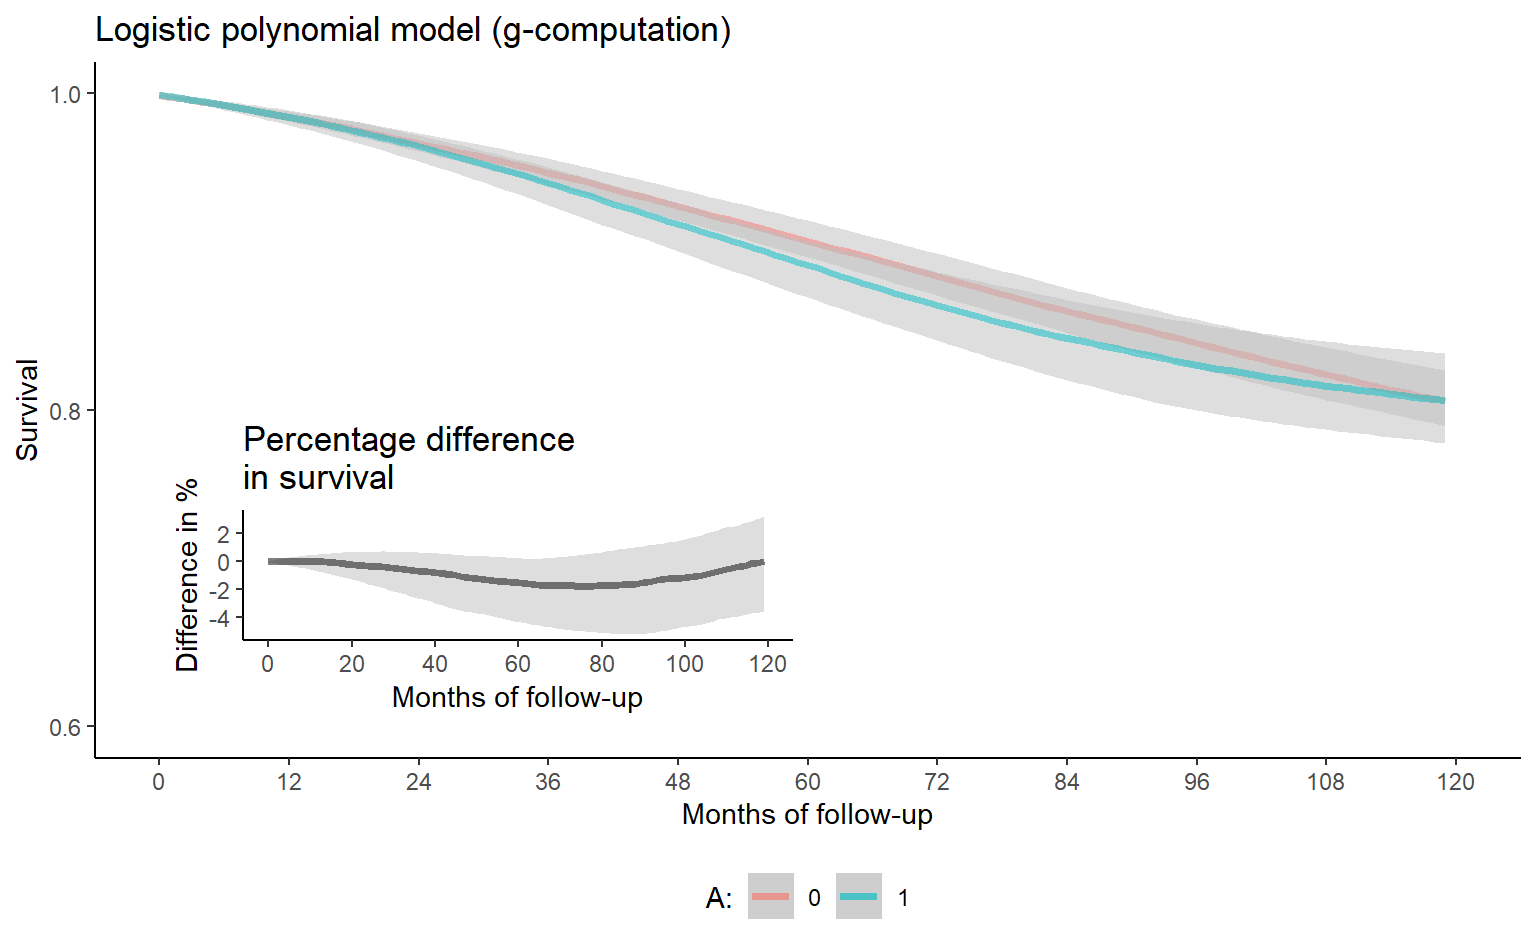 Logistic polynomial model (g-computation)
Survival
1.0
0.8
0.6
Percentage difference
in survival
Difference in %
2
0
-2
-4
0 20 40 60 80 100 120
Months of follow-up
0 12 24 36 48 60 72 84 96 108 120
Months of follow-up
A: 0 1